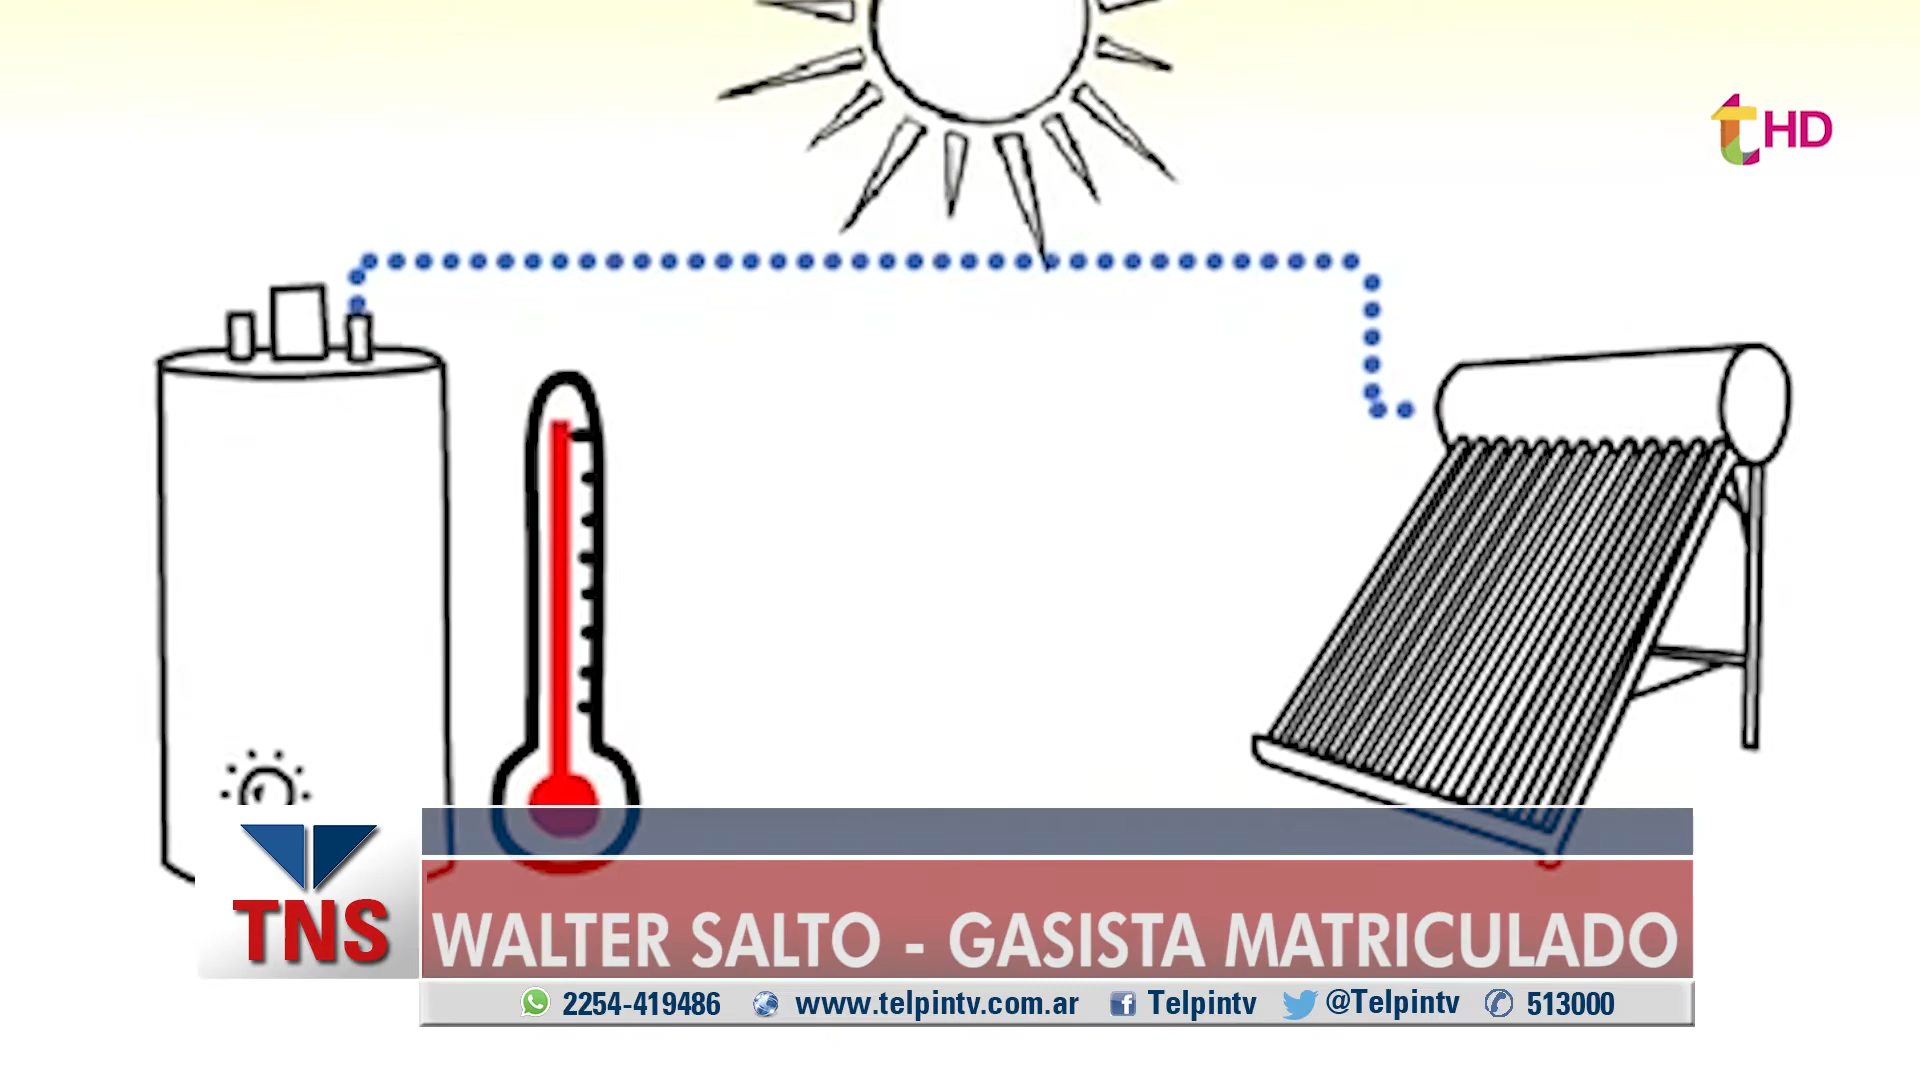 t HD
TNS
WALTER SALTO - GASISTA MATRICULADO
2254-419486 www.telpintv.com.ar Telpintv @Telpintv 513000